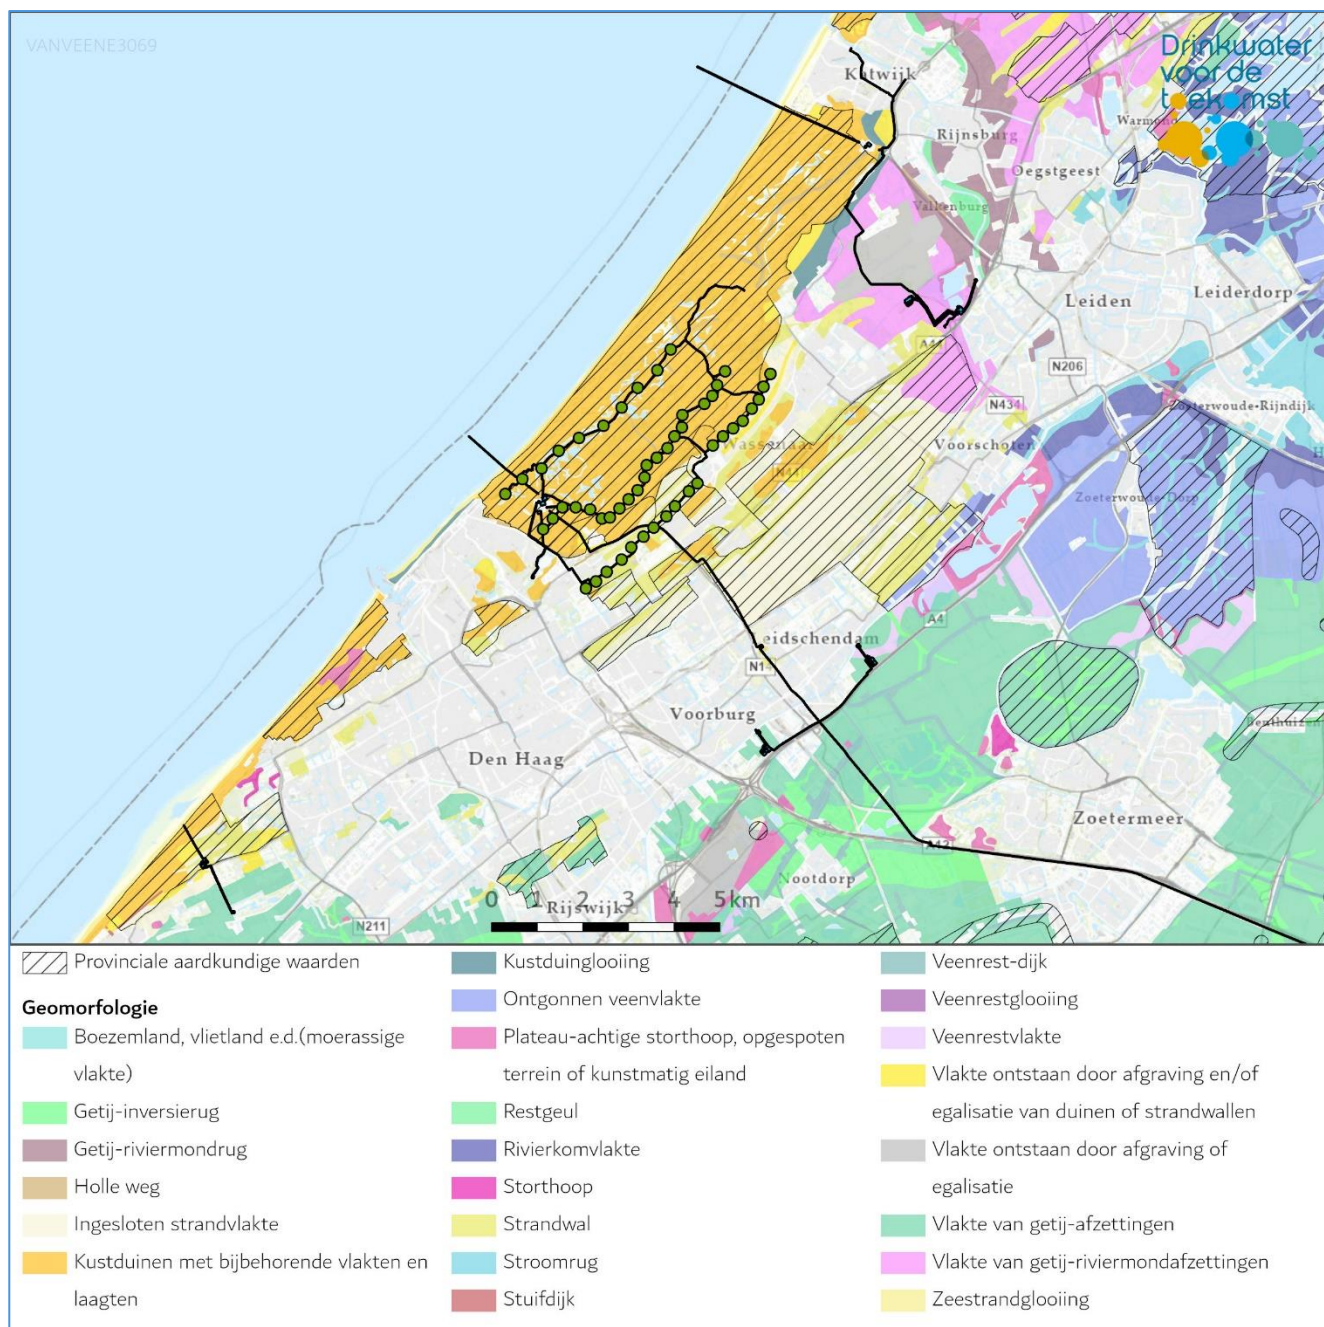 VANVEENE3069
Drinkwater
voor de
toekomst
Katwijk
Rijnsburg
Warmond
Oegstgeest
Valkenburg
Leiden
Leiderdorp
A44
N206
N434
Zoeterwoude-Rijndijk
Wassenaar
Voorschoten
N44
Zoeterwoude-Dorp
A4
eidschendam
N14
Voorburg
Benthuizen
Den Haag
Zoetermeer
A12
Nootdorp
0 1 2 3 4 5 km
Rijswijk
N211
Provinciale aardkundige waarden
Geomorfologie
Boezemland, vlietland e.d.(moerassige
vlakte)
Getij-inversierug
Getij-riviermondrug
Holle weg
Ingesloten strandvlakte
Kustduinen met bijbehorende vlakten en
laagten
Kustduinglooiing
Ontgonnen veenvlakte
Plateau-achtige storthoop, opgespoten
terrein of kunstmatig eiland
Restgeul
Rivierkomvlakte
Storthoop
Strandwal
Stroomrug
Stuifdijk
Veenrest-dijk
Veenrestglooiing
Veenrestvlakte
Vlakte ontstaan door afgraving en/of
egalisatie van duinen of strandwallen
Vlakte ontstaan door afgraving of
egalisatie
Vlakte van getij-afzettingen
Vlakte van getij-riviermondafzettingen
Zeestrandglooiing